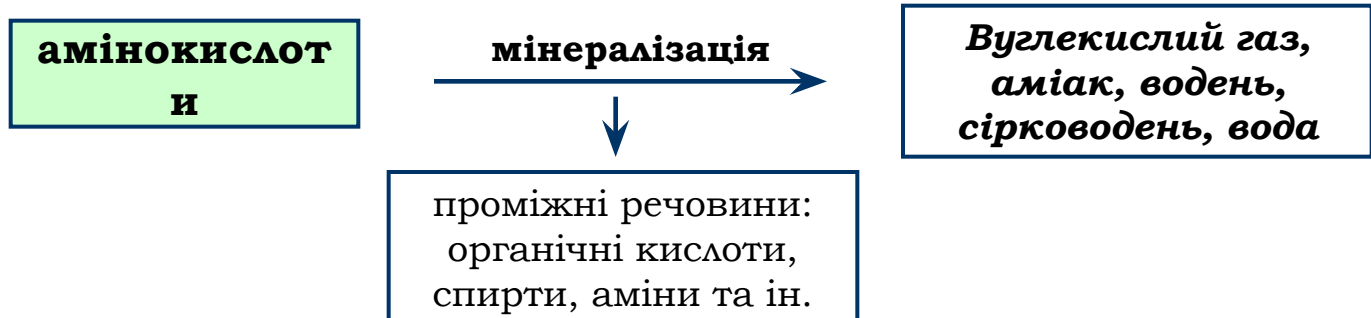 амінокислот
и
мінералізація
Вуглекислий газ,
аміак, водень,
сірководень, вода
проміжні речовини:
органічні кислоти,
спирти, аміни та ін.